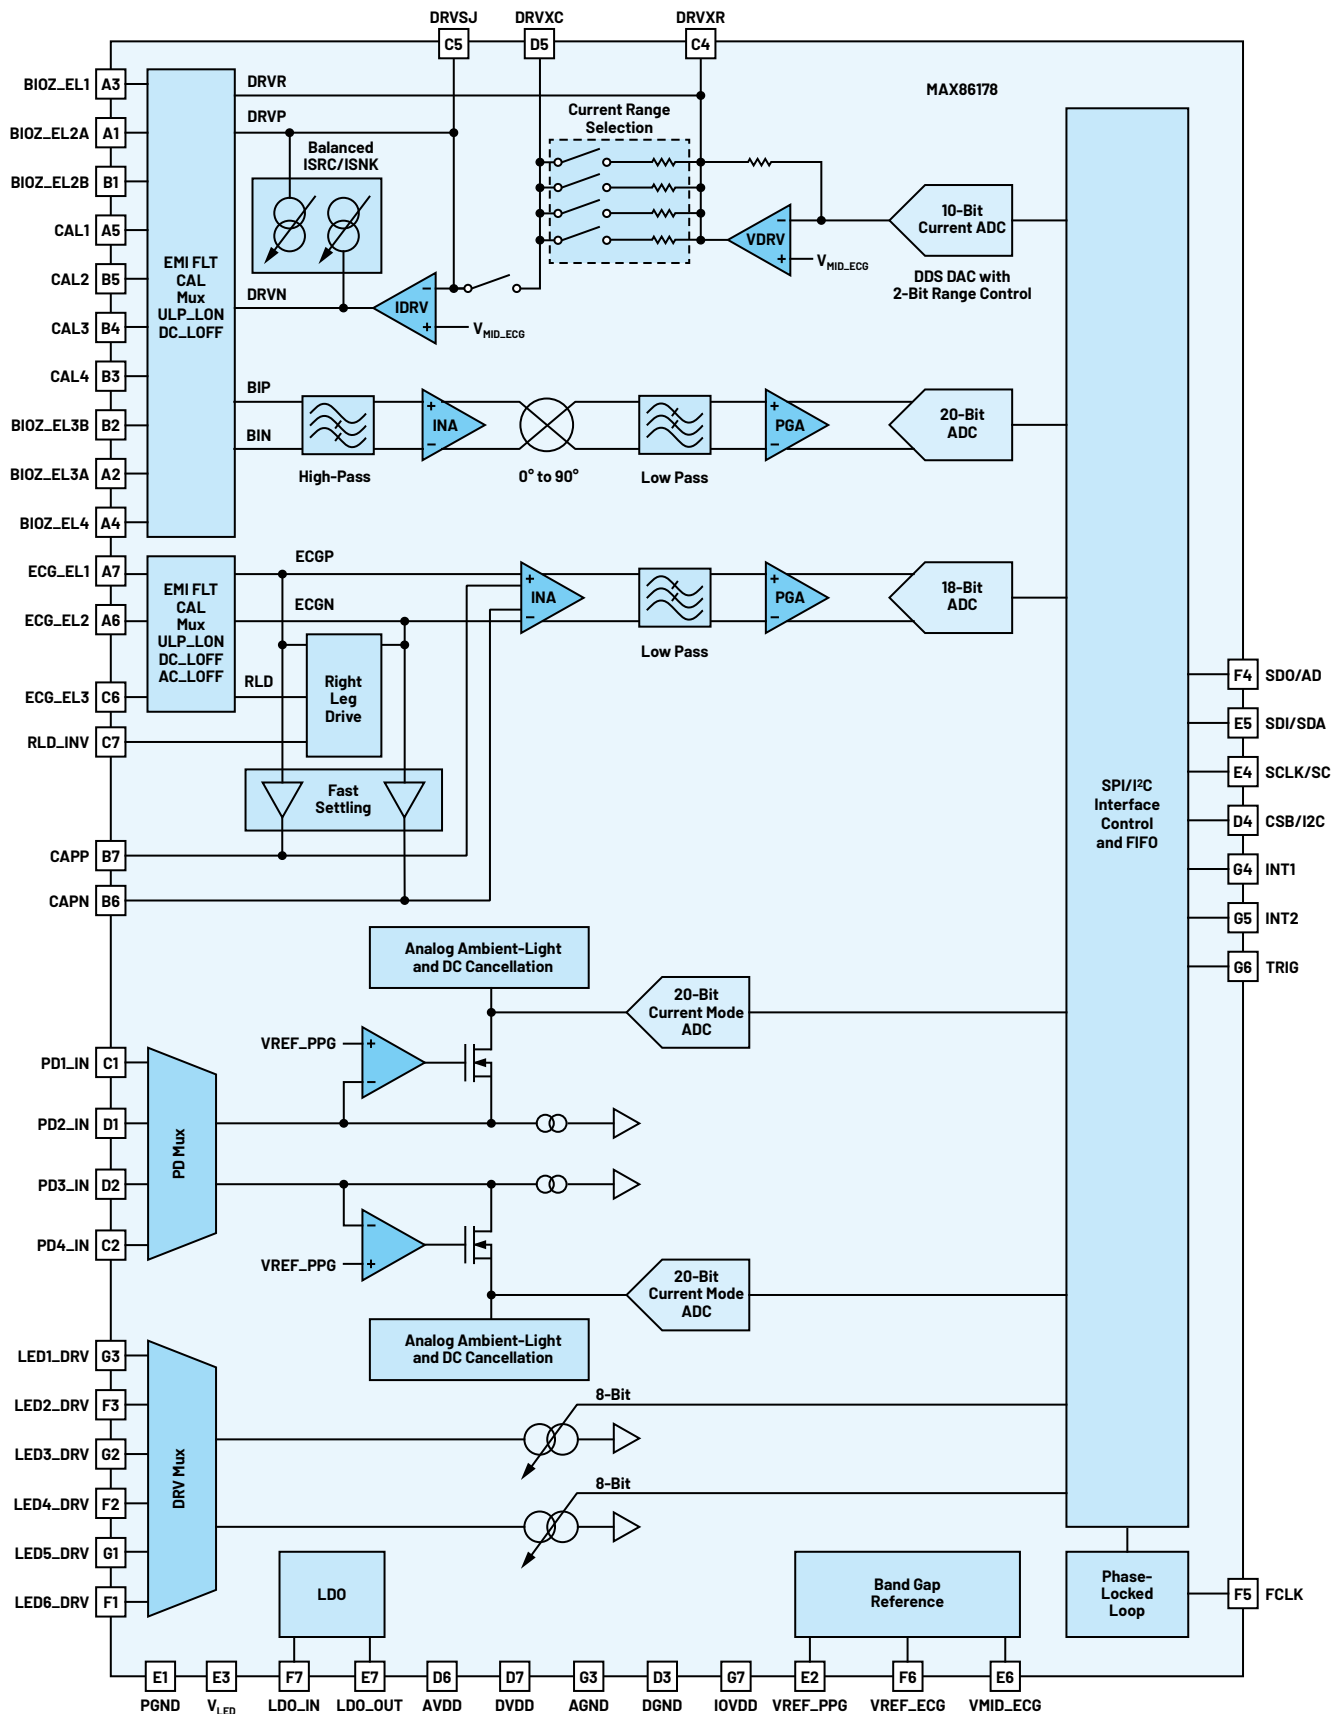 DRVSJ
DRVXC
DRVXR
C5
D5
C4
MAX86178
BIOZ_EL1
A3
BIOZ_EL2A
A1
BIOZ_EL2B
B1
CAL1
A5
CAL2
B5
CAL3
B4
CAL4
B3
BIOZ_EL3B
B2
BIOZ_EL3A
A2
BIOZ_EL4
A4
EMI FLT
CAL
Mux
ULP_LON
DC_LOFF
DRVR
DRVP
Balanced
ISRC/ISNK
DRVN
IDRV
−
+
VMID_ECG
Current Range
Selection
VDRV
−
+
VMID_ECG
10-Bit
Current ADC
DDS DAC with
2-Bit Range Control
BIP
BIN
High-Pass
+
INA
−
0° to 90°
Low Pass
+
PGA
−
20-Bit
ADC
ECG_EL1
A7
ECG_EL2
A6
ECG_EL3
C6
RLD_INV
C7
EMI FLT
CAL
Mux
ULP_LON
DC_LOFF
AC_LOFF
ECGP
ECGN
RLD
Right
Leg
Drive
Fast
Settling
+
INA
−
Low Pass
+
PGA
−
18-Bit
ADC
CAPP
B7
CAPN
B6
SPI/I²C
Interface
Control
and FIFO
F4
SDO/AD
E5
SDI/SDA
E4
SCLK/SC
D4
CSB/I2C
G4
INT1
G5
INT2
G6
TRIG
Analog Ambient-Light
and DC Cancellation
20-Bit
Current Mode
ADC
VREF_PPG
+
−
PD1_IN
C1
PD2_IN
D1
PD3_IN
D2
PD4_IN
C2
PD Mux
−
+
VREF_PPG
20-Bit
Current Mode
ADC
Analog Ambient-Light
and DC Cancellation
LED1_DRV
G3
LED2_DRV
F3
LED3_DRV
G2
LED4_DRV
F2
LED5_DRV
G1
LED6_DRV
F1
DRV Mux
8-Bit
8-Bit
LDO
Band Gap
Reference
Phase-
Locked
Loop
F5
FCLK
E1
E3
F7
E7
D6
D7
G3
D3
G7
E2
F6
E6
PGND
VLED
LDO_IN
LDO_OUT
AVDD
DVDD
AGND
DGND
IOVDD
VREF_PPG
VREF_ECG
VMID_ECG